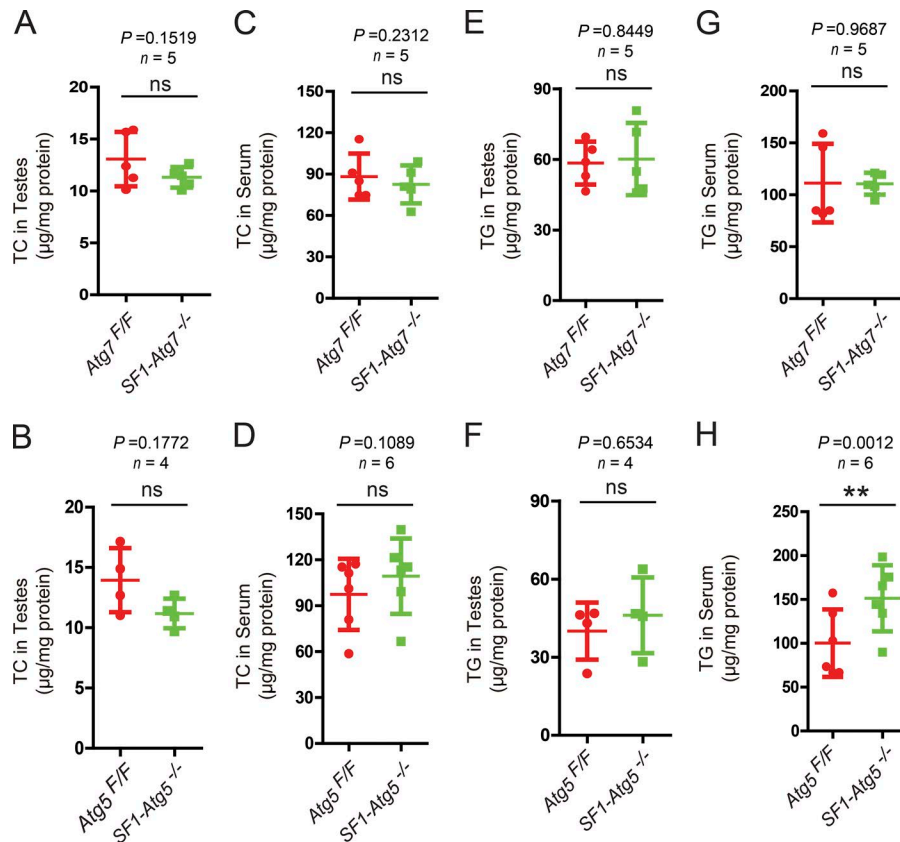 A
P =0.1519
n = 5
ns
20
15
10
5
0
TC in Testes
(µg/mg protein)
Atg7 F/F
SF1-Atg7 -/-
C
P =0.2312
n = 5
ns
150
120
90
60
30
0
TC in Serum
(µg/mg protein)
Atg7 F/F
SF1-Atg7 -/-
E
P =0.8449
n = 5
ns
90
60
30
0
TG in Testes
(µg/mg protein)
Atg7 F/F
SF1-Atg7 -/-
G
P =0.9687
n = 5
ns
200
150
100
50
0
TG in Serum
(µg/mg protein)
Atg7 F/F
SF1-Atg7 -/-
B
P =0.1772
n = 4
ns
20
15
10
5
0
TC in Testes
(µg/mg protein)
Atg5 F/F
SF1-Atg5 -/-
D
P =0.1089
n = 6
ns
150
120
90
60
30
0
TC in Serum
(µg/mg protein)
Atg5 F/F
SF1-Atg5 -/-
F
P =0.6534
n = 4
ns
90
60
30
0
TG in Testes
(µg/mg protein)
Atg5 F/F
SF1-Atg5 -/-
H
P =0.0012
n = 6
**
250
200
150
100
50
0
TG in Serum
(µg/mg protein)
Atg5 F/F
SF1-Atg5 -/-